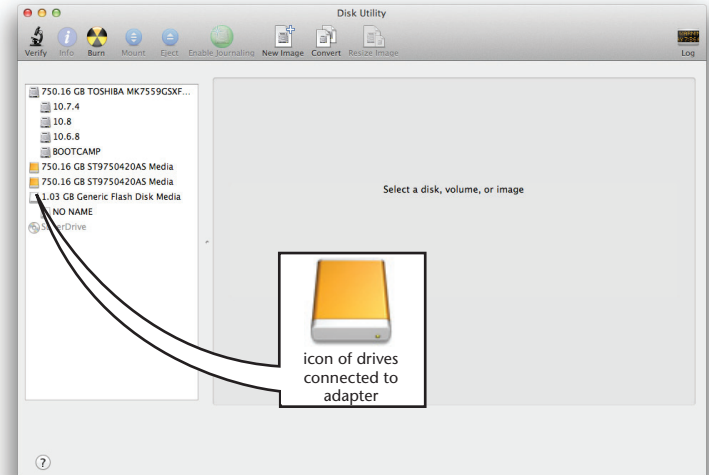 Disk Utility
Verify Info Burn Mount Eject Enable Journaling New Image Convert Resize Image Log
750.16 GB TOSHIBA MK7559GSXF...
10.7.4
10.8
10.6.8
BOOTCAMP
750.16 GB ST9750420AS Media
750.16 GB ST9750420AS Media
1.03 GB Generic Flash Disk Media
NO NAME
Select a disk, volume, or image
icon of drives
connected to
adapter
?